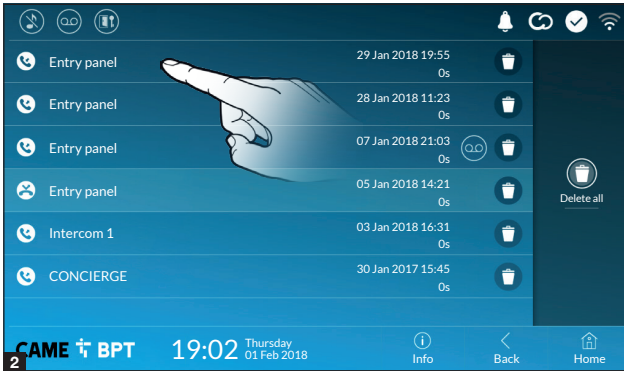 Entry panel 29 Jan 2018 19:55
0s
Entry panel 28 Jan 2018 11:23
0s
Entry panel 07 Jan 2018 21:03
0s
Entry panel 05 Jan 2018 14:21
0s
Delete all
Intercom 1 03 Jan 2018 16:31
0s
CONCIERGE 30 Jan 2017 15:45
0s
CAME BPT 19:02 Thursday
01 Feb 2018
Info Back Home
2